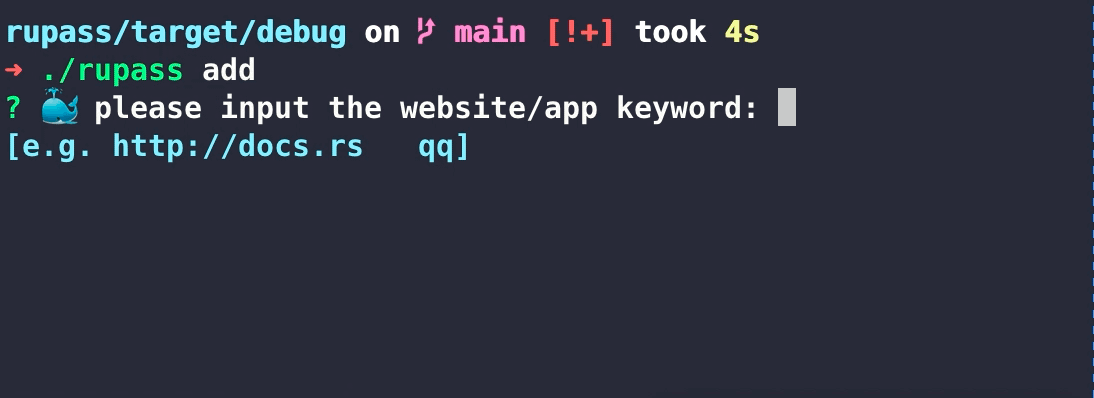 rupass/target/debug on main [!+] took 4s
➜ ./rupass add
? 🐳 please input the website/app keyword:
[e.g. http://docs.rs   qq]